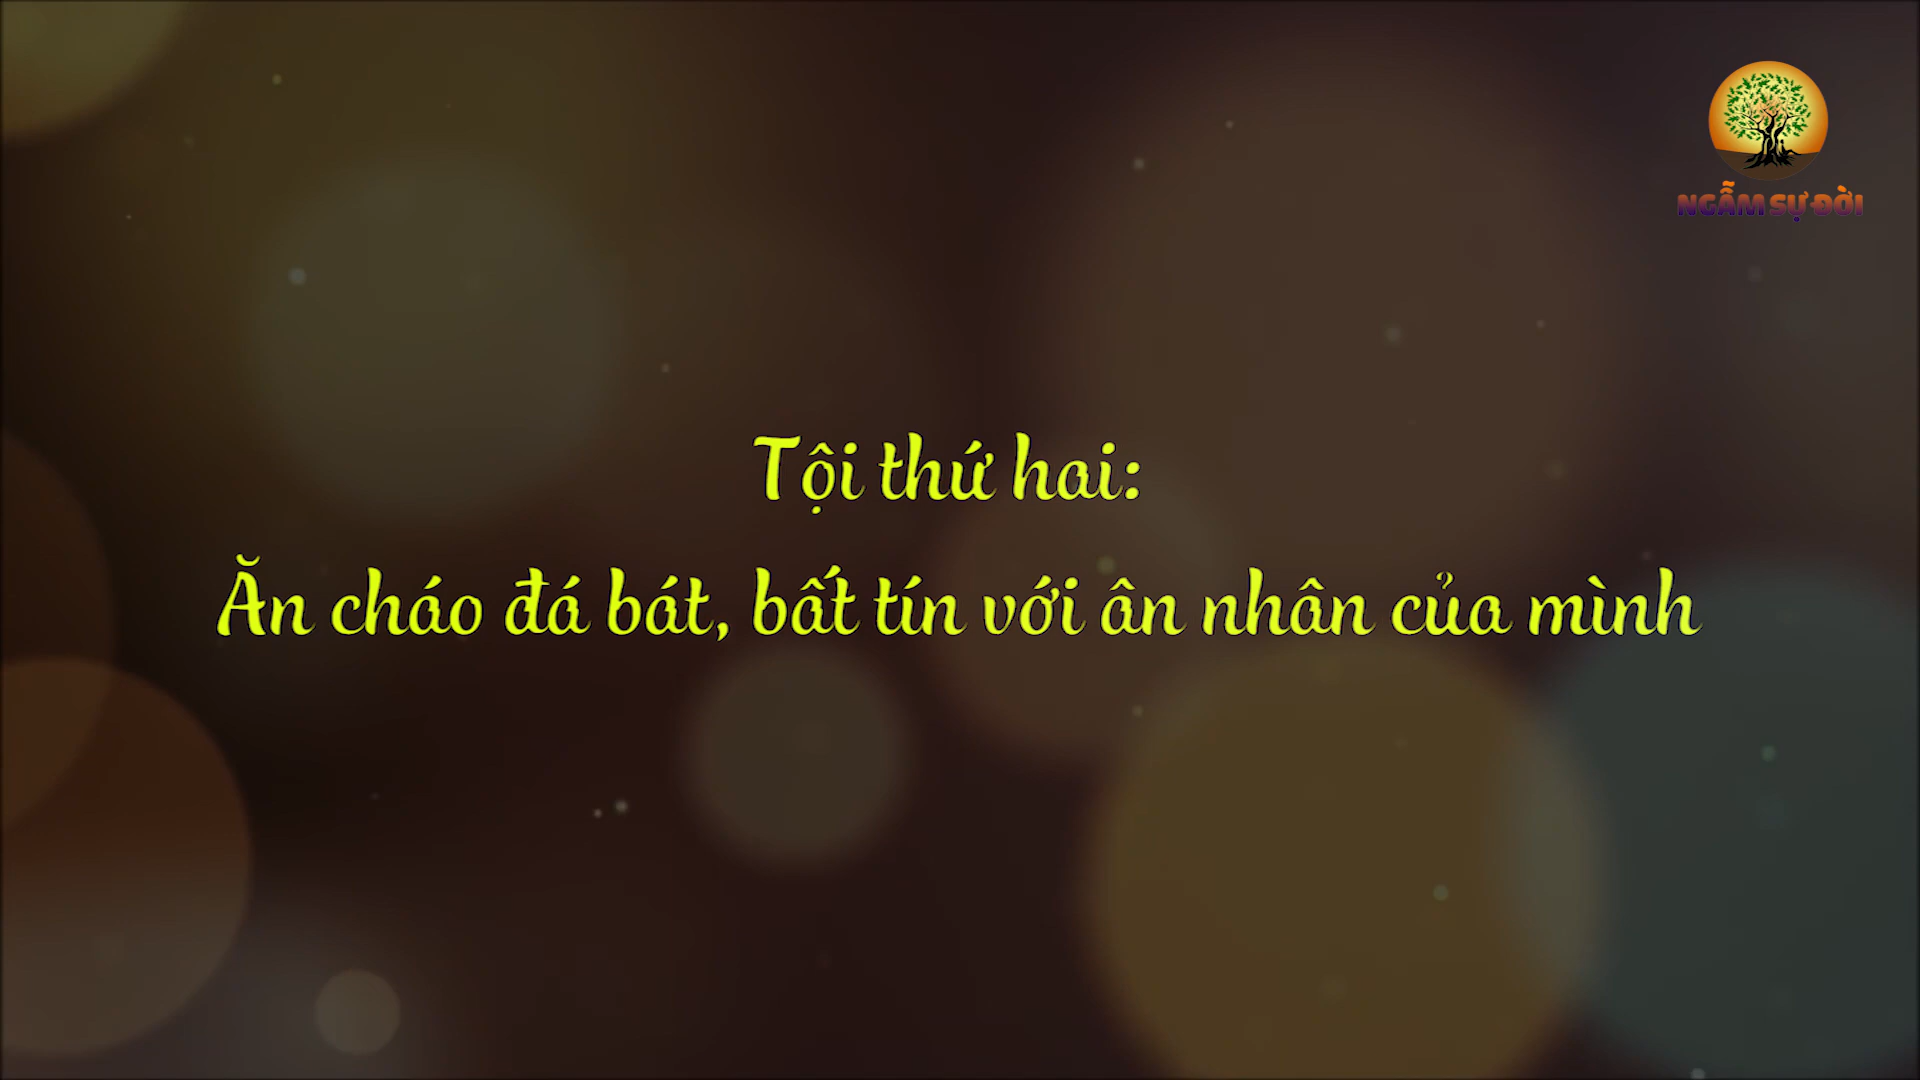 NGẪM SỰ ĐỜI
Tội thứ hai:
Ăn cháo đá bát, bất tín với ân nhân của mình